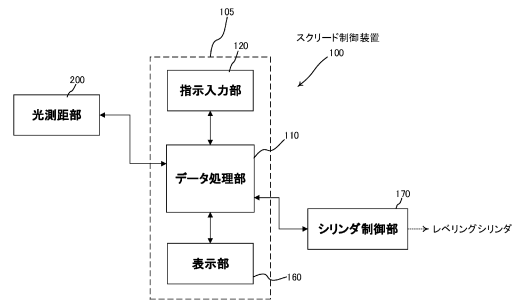 105
スクリード制御装置
100
120
指示入力部
200
光測距部
110
データ処理部
170
シリンダ制御部
レベリングシリンダ
表示部
160